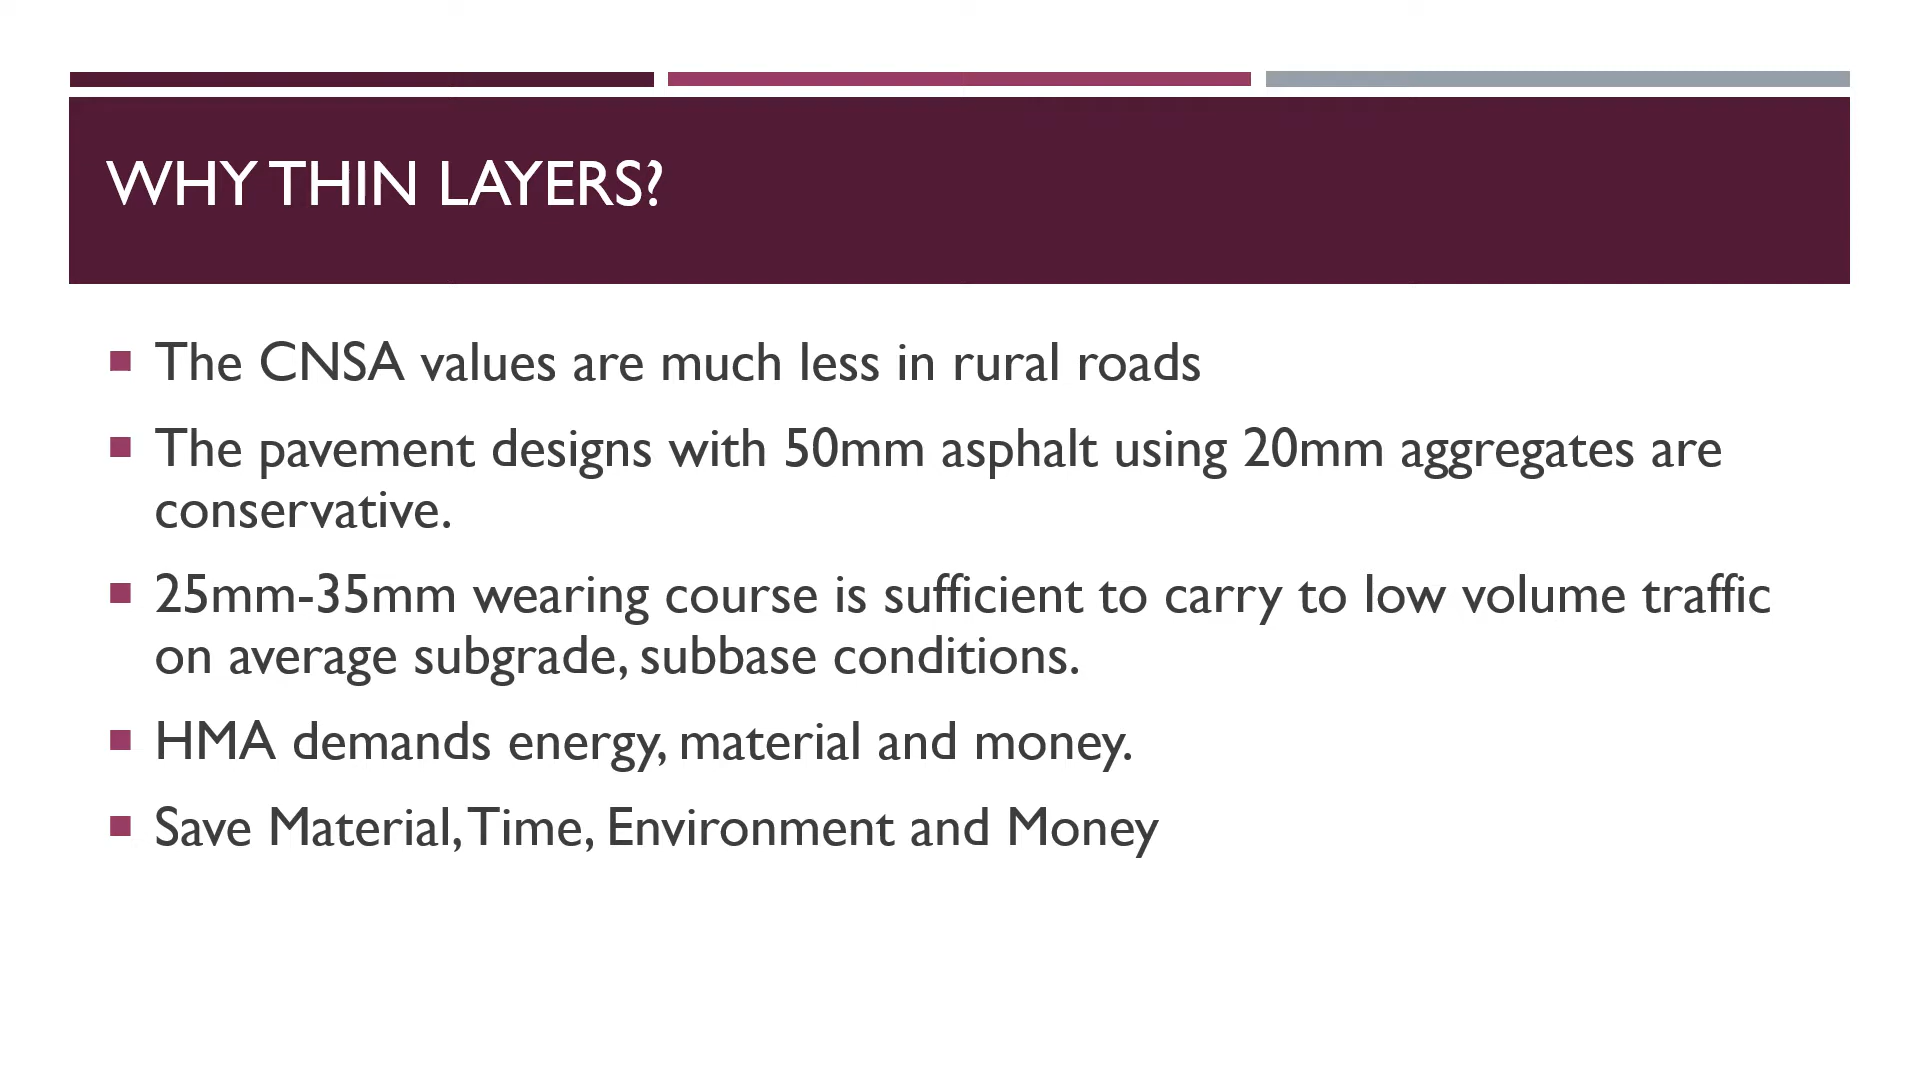 WHY THIN LAYERS?
The CNSA values are much less in rural roads
The pavement designs with 50mm asphalt using 20mm aggregates are
conservative.
25mm-35mm wearing course is sufficient to carry to low volume traffic
on average subgrade, subbase conditions.
HMA demands energy, material and money.
Save Material, Time, Environment and Money